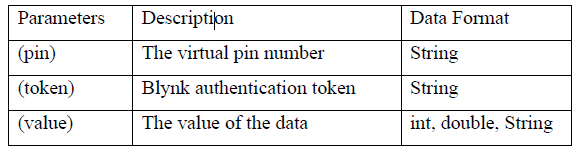 Parameters Description Data Format
(pin) The virtual pin number String
(token) Blynk authentication token String
(value) The value of the data int, double, String